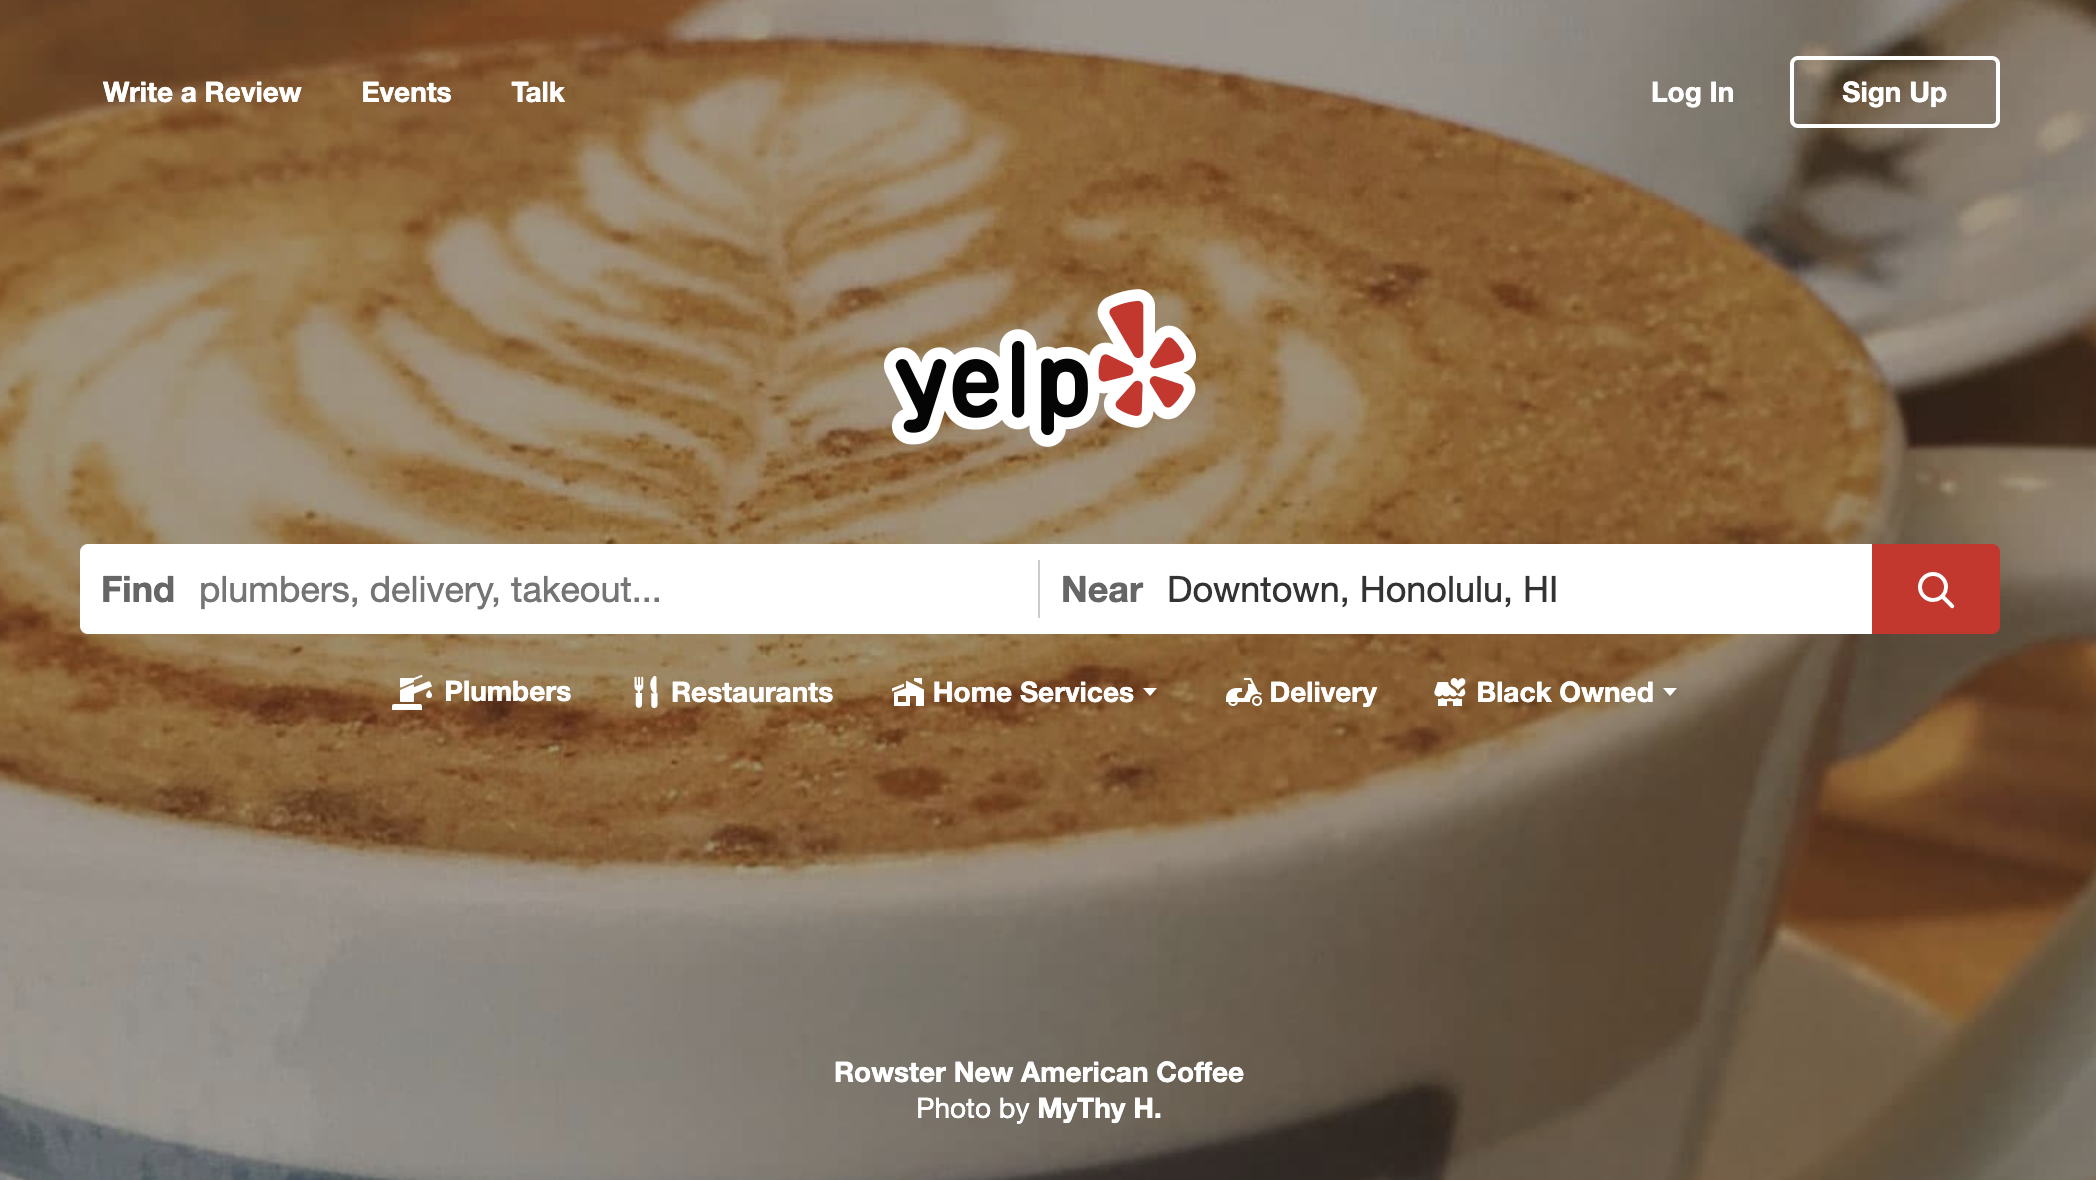 Write a Review Events Talk Log In Sign Up
yelp
Find plumbers, delivery, takeout... Near Downtown, Honolulu, HI
Plumbers Restaurants Home Services Delivery Black Owned
Rowster New American Coffee
Photo by MyThy H.